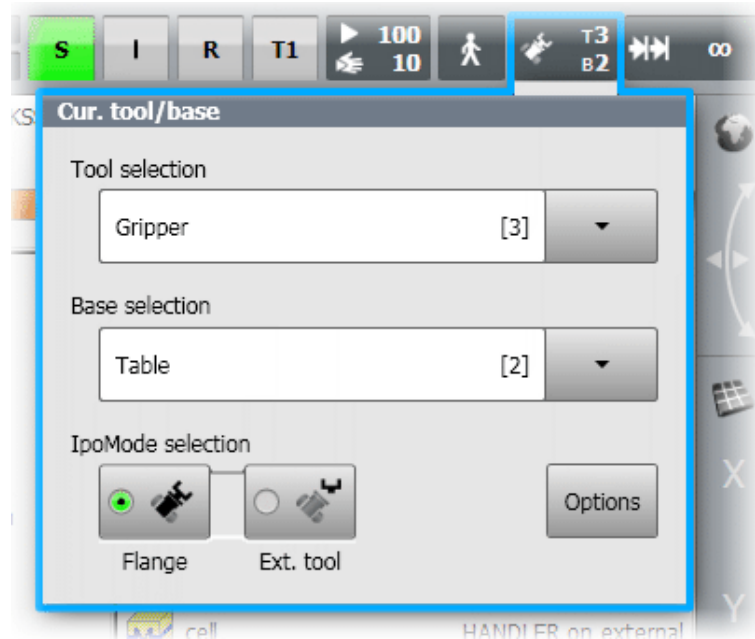 S I R T1 100 10 T3 B2 ∞
KS
Cur. tool/base
Tool selection
Gripper [3]
Base selection
Table [2]
IpoMode selection
Options
Flange Ext. tool
X
Y
cell HANDLER on external